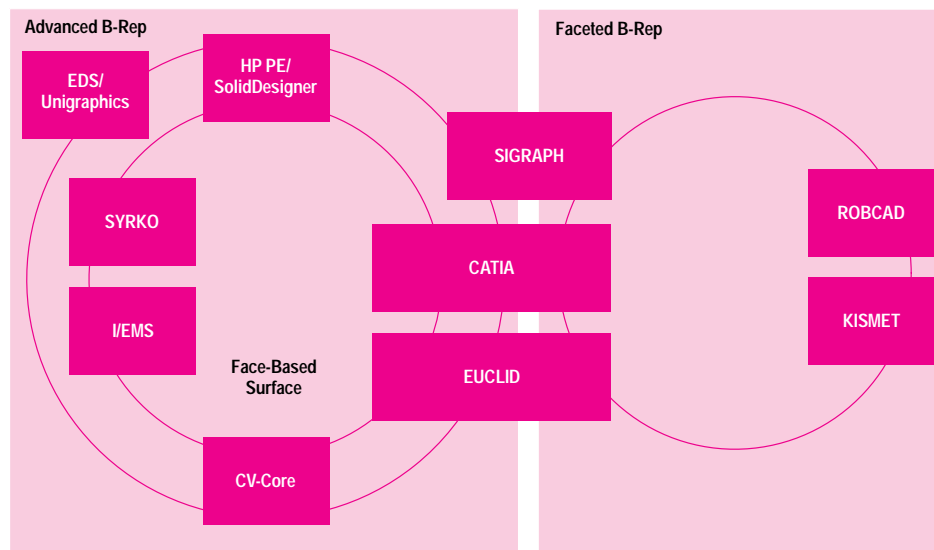 Advanced B-Rep
Faceted B-Rep
EDS/
Unigraphics
HP PE/
SolidDesigner
SIGRAPH
SYRKO
ROBCAD
CATIA
I/EMS
KISMET
Face-Based
Surface
EUCLID
CV-Core